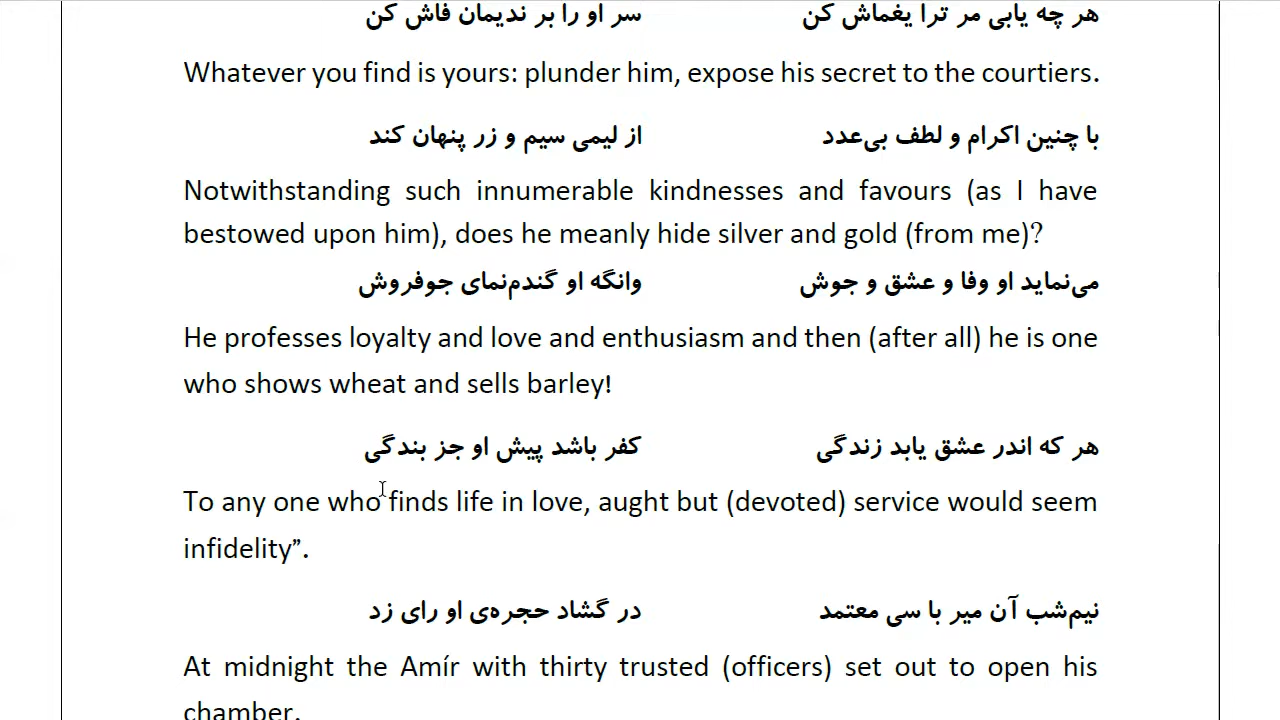 هر چه یابی مر ترا یغماش کن سر او را بر ندیمان فاش کن
Whatever you find is yours: plunder him, expose his secret to the courtiers.
با چنین اکرام و لطف بی‌عدد از لیمی سیم و زر پنهان کند
Notwithstanding such innumerable kindnesses and favours (as I have
bestowed upon him), does he meanly hide silver and gold (from me)?
می‌نماید او وفا و عشق و جوش وانگه او گندم‌نمای جوفروش
He professes loyalty and love and enthusiasm and then (after all) he is one
who shows wheat and sells barley!
هر که اندر عشق یابد زندگی کفر باشد پیش او جز بندگی
To any one who finds life in love, aught but (devoted) service would seem
infidelity”.
نیم‌شب آن میر با سی معتمد در گشاد حجره‌ی او رای زد
At midnight the Amír with thirty trusted (officers) set out to open his
chamber.